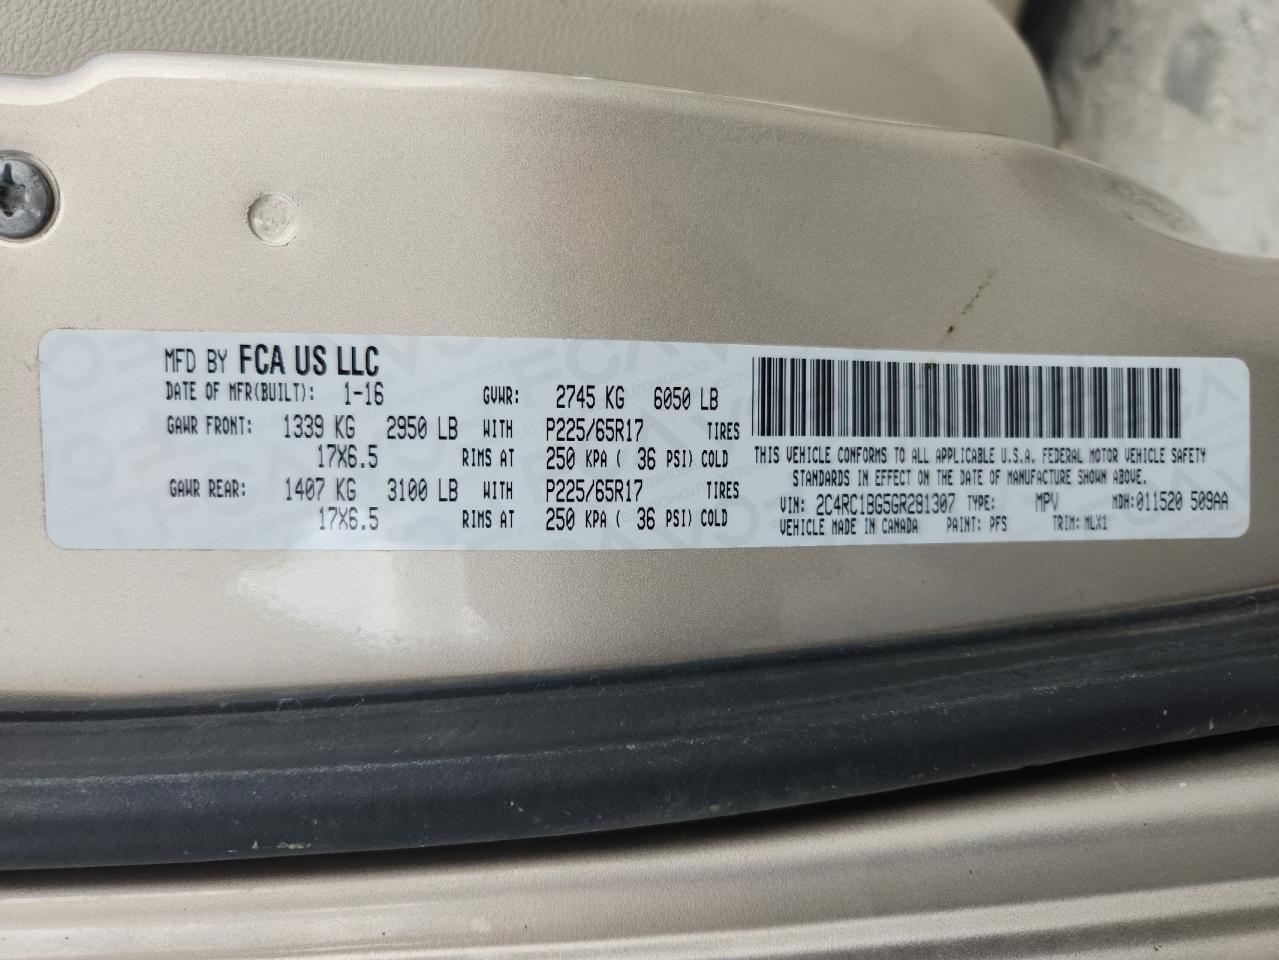 MFD BY FCA US LLC
DATE OF MFR(BUILT): 1-16 GVWR: 2745 KG 6050 LB
GAWR FRONT: 1339 KG 2950 LB WITH P225/65R17 TIRES
17X6.5 RIMS AT 250 KPA ( 36 PSI) COLD
GAWR REAR: 1407 KG 3100 LB WITH P225/65R17 TIRES
17X6.5 RIMS AT 250 KPA ( 36 PSI) COLD
THIS VEHICLE CONFORMS TO ALL APPLICABLE U.S.A. FEDERAL MOTOR VEHICLE SAFETY
STANDARDS IN EFFECT ON THE DATE OF MANUFACTURE SHOWN ABOVE.
VIN: 2C4RC1BG5GR291307 TYPE: MPV MDH:011520 509AA
VEHICLE MADE IN CANADA PAINT: PFS TRIM: MLX1